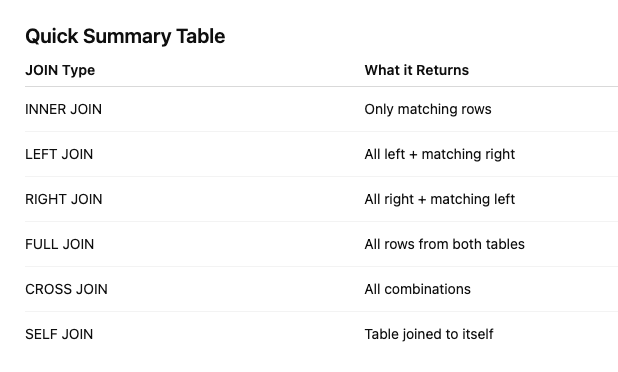 Quick Summary Table
JOIN Type What it Returns
INNER JOIN Only matching rows
LEFT JOIN All left + matching right
RIGHT JOIN All right + matching left
FULL JOIN All rows from both tables
CROSS JOIN All combinations
SELF JOIN Table joined to itself